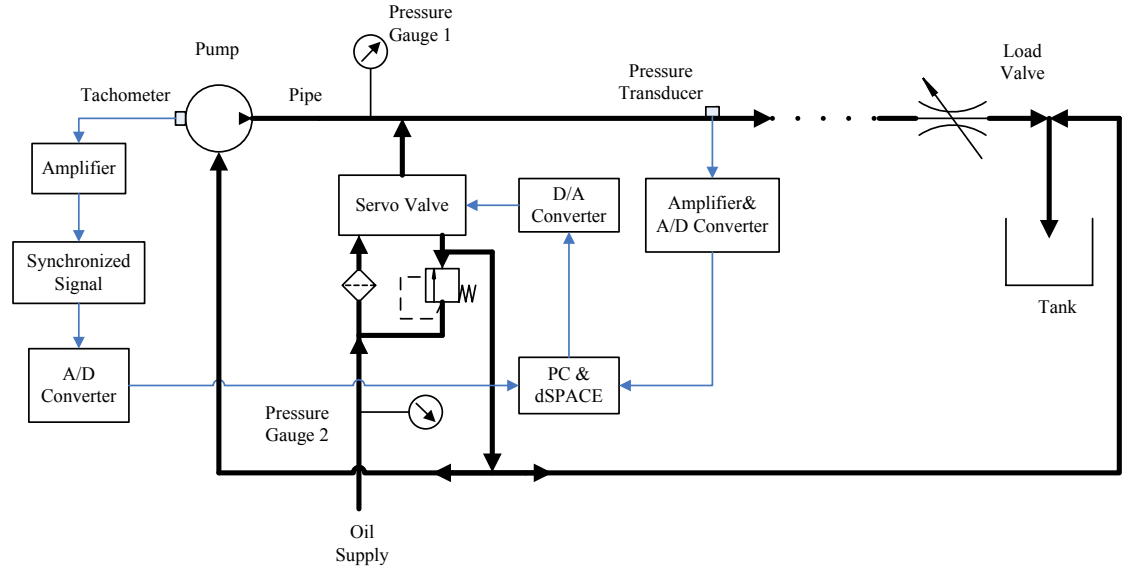 Pressure
Gauge 1
Pump
Load
Valve
Pressure
Transducer
Tachometer
Pipe
Amplifier
Servo Valve
D/A
Converter
Amplifier&
A/D Converter
Synchronized
Signal
Tank
A/D
Converter
PC &
dSPACE
Pressure
Gauge 2
Oil
Supply